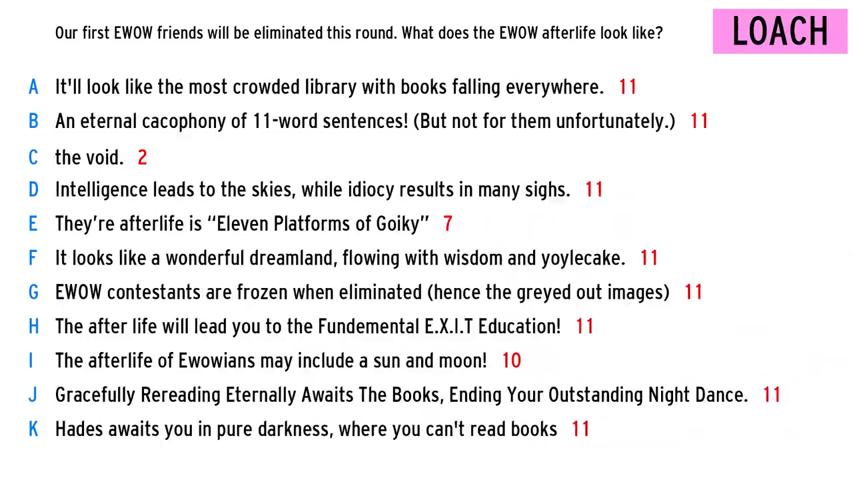 Our first EWOW friends will be eliminated this round. What does the EWOW afterlife look like?
LOACH
A It'll look like the most crowded library with books falling everywhere. 11
B An eternal cacophony of 11-word sentences! (But not for them unfortunately.) 11
C the void. 2
D Intelligence leads to the skies, while idiocy results in many sighs. 11
E They’re afterlife is “Eleven Platforms of Goiky” 7
F It looks like a wonderful dreamland, flowing with wisdom and yoylecake. 11
G EWOW contestants are frozen when eliminated (hence the greyed out images) 11
H The after life will lead you to the Fundemental E.X.I.T Education! 11
I The afterlife of Ewowians may include a sun and moon! 10
J Gracefully Rereading Eternally Awaits The Books, Ending Your Outstanding Night Dance. 11
K Hades awaits you in pure darkness, where you can't read books 11